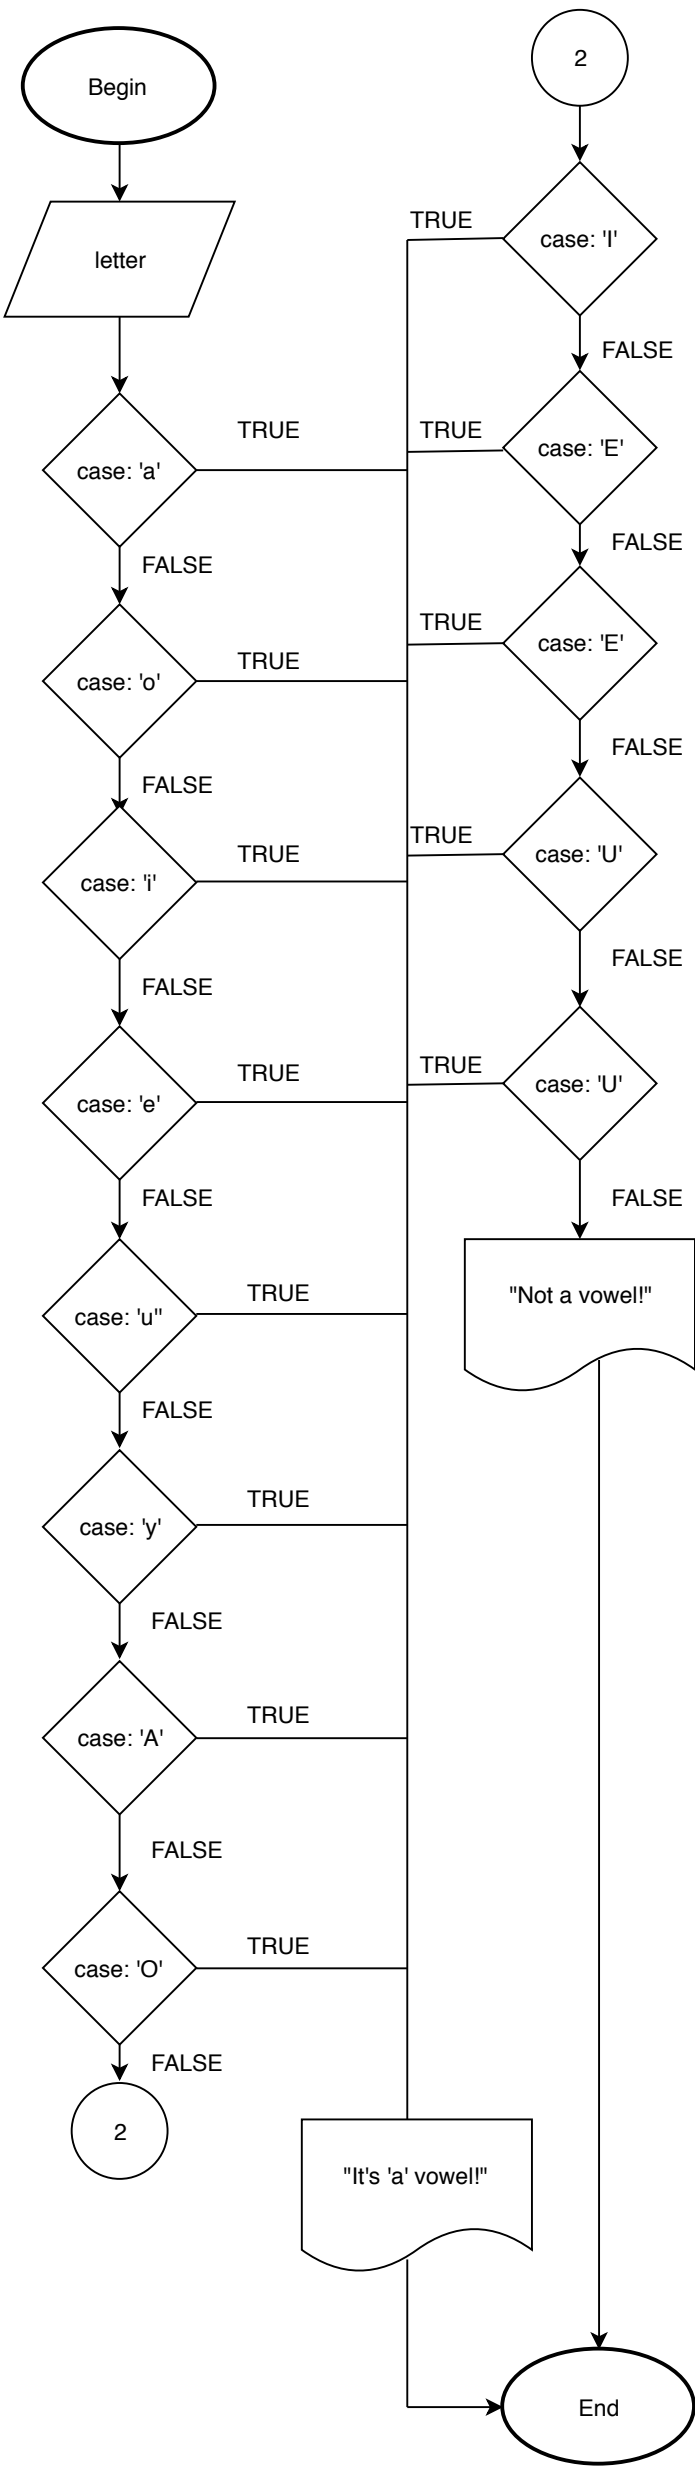 Begin
letter
case: 'a'
TRUE
FALSE
case: 'o'
TRUE
FALSE
case: 'i'
TRUE
FALSE
case: 'e'
TRUE
FALSE
case: 'u"
TRUE
FALSE
case: 'y'
TRUE
FALSE
case: 'A'
TRUE
FALSE
case: 'O'
TRUE
FALSE
2
2
case: 'I'
TRUE
FALSE
case: 'E'
TRUE
FALSE
case: 'E'
TRUE
FALSE
case: 'U'
TRUE
FALSE
case: 'U'
TRUE
FALSE
"Not a vowel!"
"It's 'a' vowel!"
End